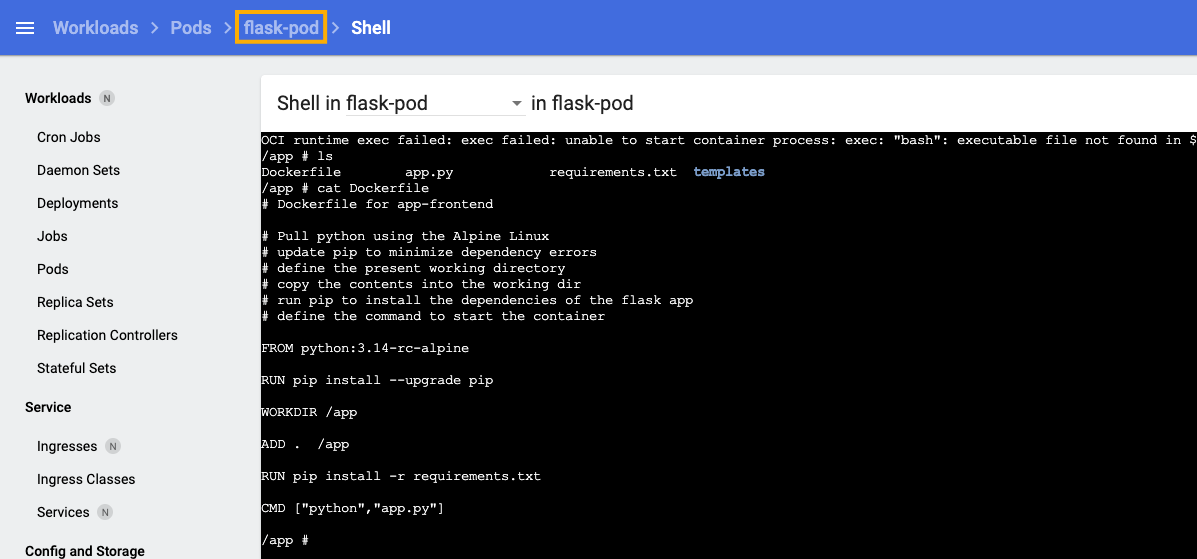 Workloads > Pods > flask-pod > Shell
Workloads N
Cron Jobs
Daemon Sets
Deployments
Jobs
Pods
Replica Sets
Replication Controllers
Stateful Sets
Service
Ingresses N
Ingress Classes
Services N
Config and Storage
Shell in flask-pod in flask-pod
OCI runtime exec failed: exec failed: unable to start container process: exec: "bash": executable file not found in $
/app # ls
Dockerfile app.py requirements.txt templates
/app # cat Dockerfile
# Dockerfile for app-frontend
# Pull python using the Alpine Linux
# update pip to minimize dependency errors
# define the present working directory
# copy the contents into the working dir
# run pip to install the dependencies of the flask app
# define the command to start the container
FROM python:3.14-rc-alpine
RUN pip install --upgrade pip
WORKDIR /app
ADD . /app
RUN pip install -r requirements.txt
CMD ["python","app.py"]
/app #